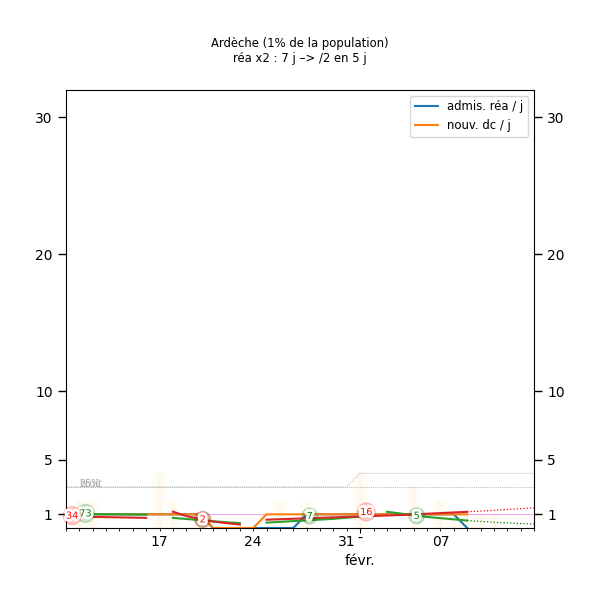 Ardèche (1% de la population)
réa x2 : 7 j –> /2 en 5 j
admis. réa / j
nouv. dc / j
30 30
20 20
10 10
5 5
1 1
34 73 2 7 16 5
17 24 31 07
févr.